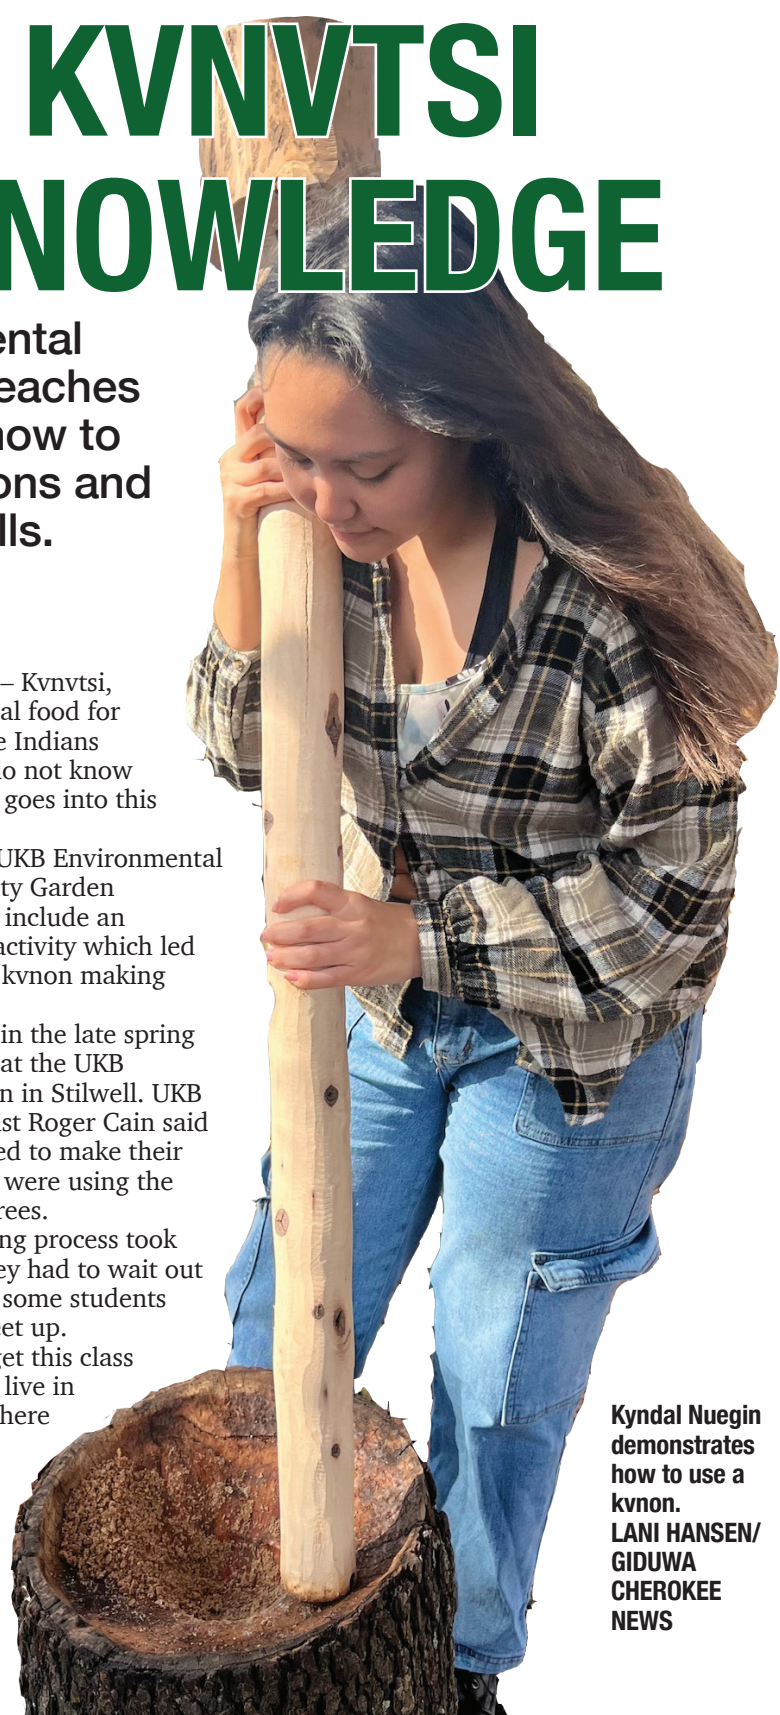 KVNVTSI
NOWLEDGE
ental
eaches
how to
ons and
lls.
– Kvnvtsi,
al food for
e Indians
do not know
goes into this
UKB Environmental
ty Garden
include an
activity which led
kvnon making
in the late spring
at the UKB
n in Stilwell. UKB
ist Roger Cain said
ed to make their
were using the
rees.
ng process took
ey had to wait out
some students
eet up.
get this class
live in
here
Kyndal Nuegin
demonstrates
how to use a
kvnon.
LANI HANSEN/
GIDUWA
CHEROKEE
NEWS